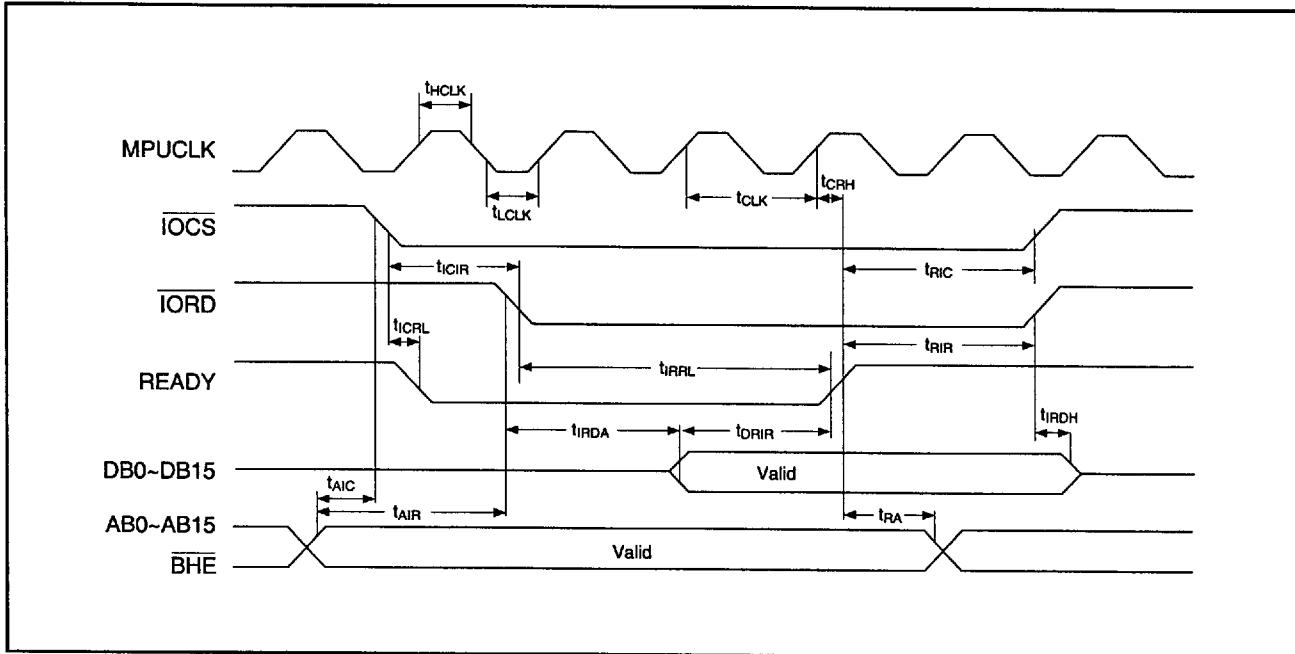 tHCLK
MPUCLK
tLCLK
tCLK
tCRH
IOCS
tICIR
tRIC
IORD
tICRL
tRIR
READY
tIRRL
tIRDA
tDRIR
tIRDH
DB0~DB15
Valid
tAIC
tAIR
tRA
AB0~AB15
Valid
BHE